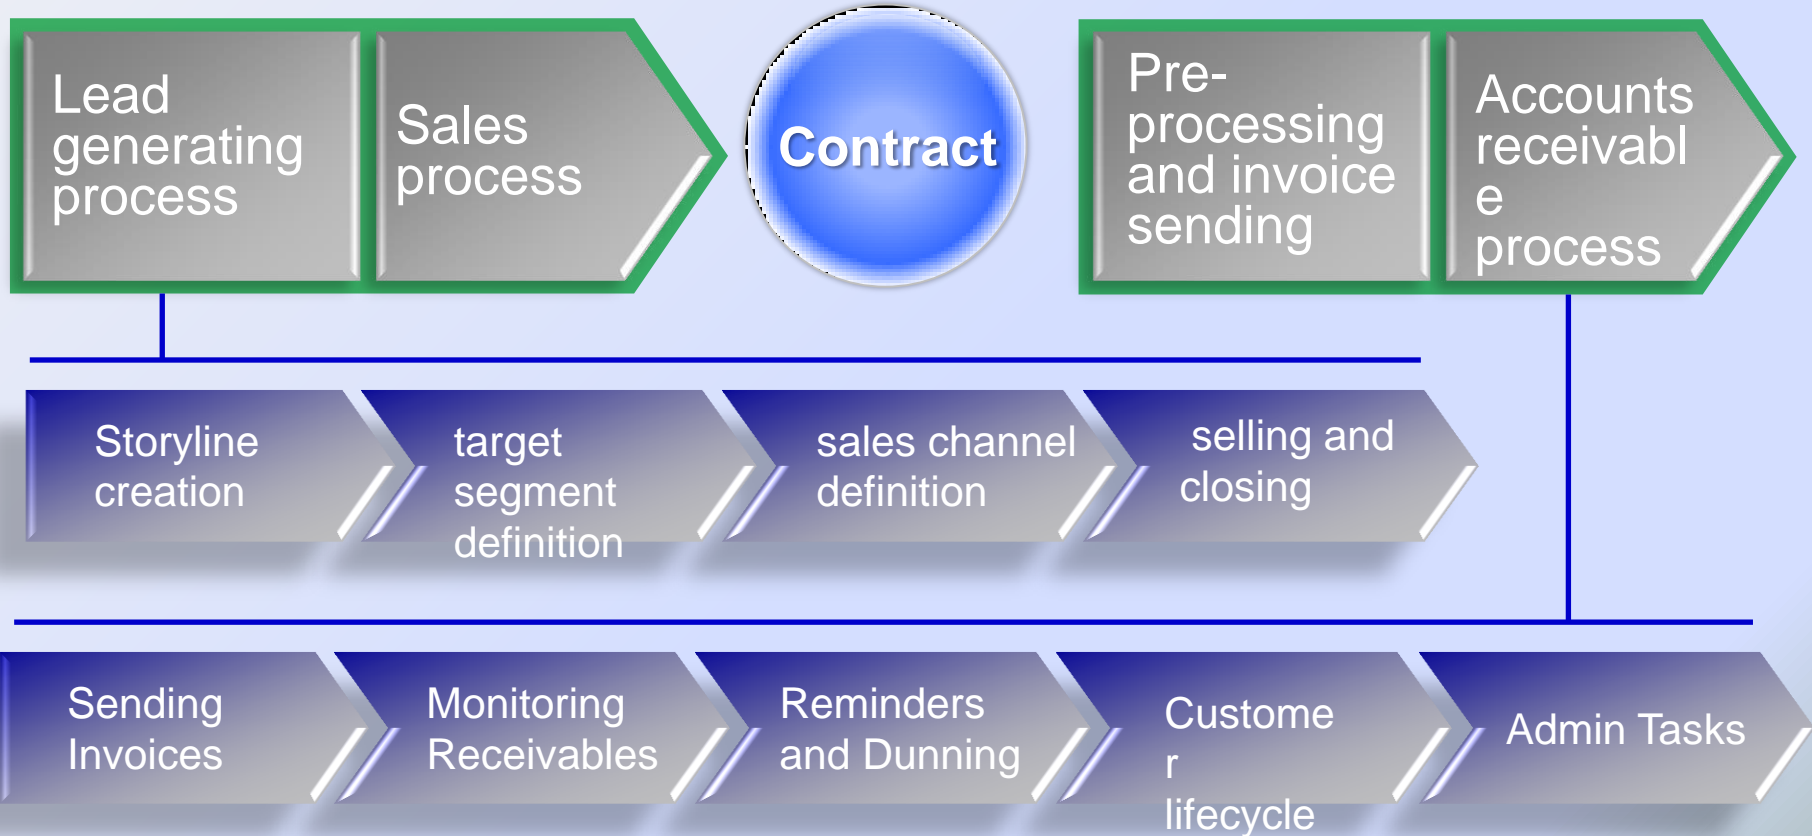 Lead
generating
process
Sales
process
Contract
Pre-
processing
and invoice
sending
Accounts
receivabl
e
process
Storyline
creation
target
segment
definition
sales channel
definition
selling and
closing
Sending
Invoices
Monitoring
Receivables
Reminders
and Dunning
Custome
r
lifecycle
Admin Tasks